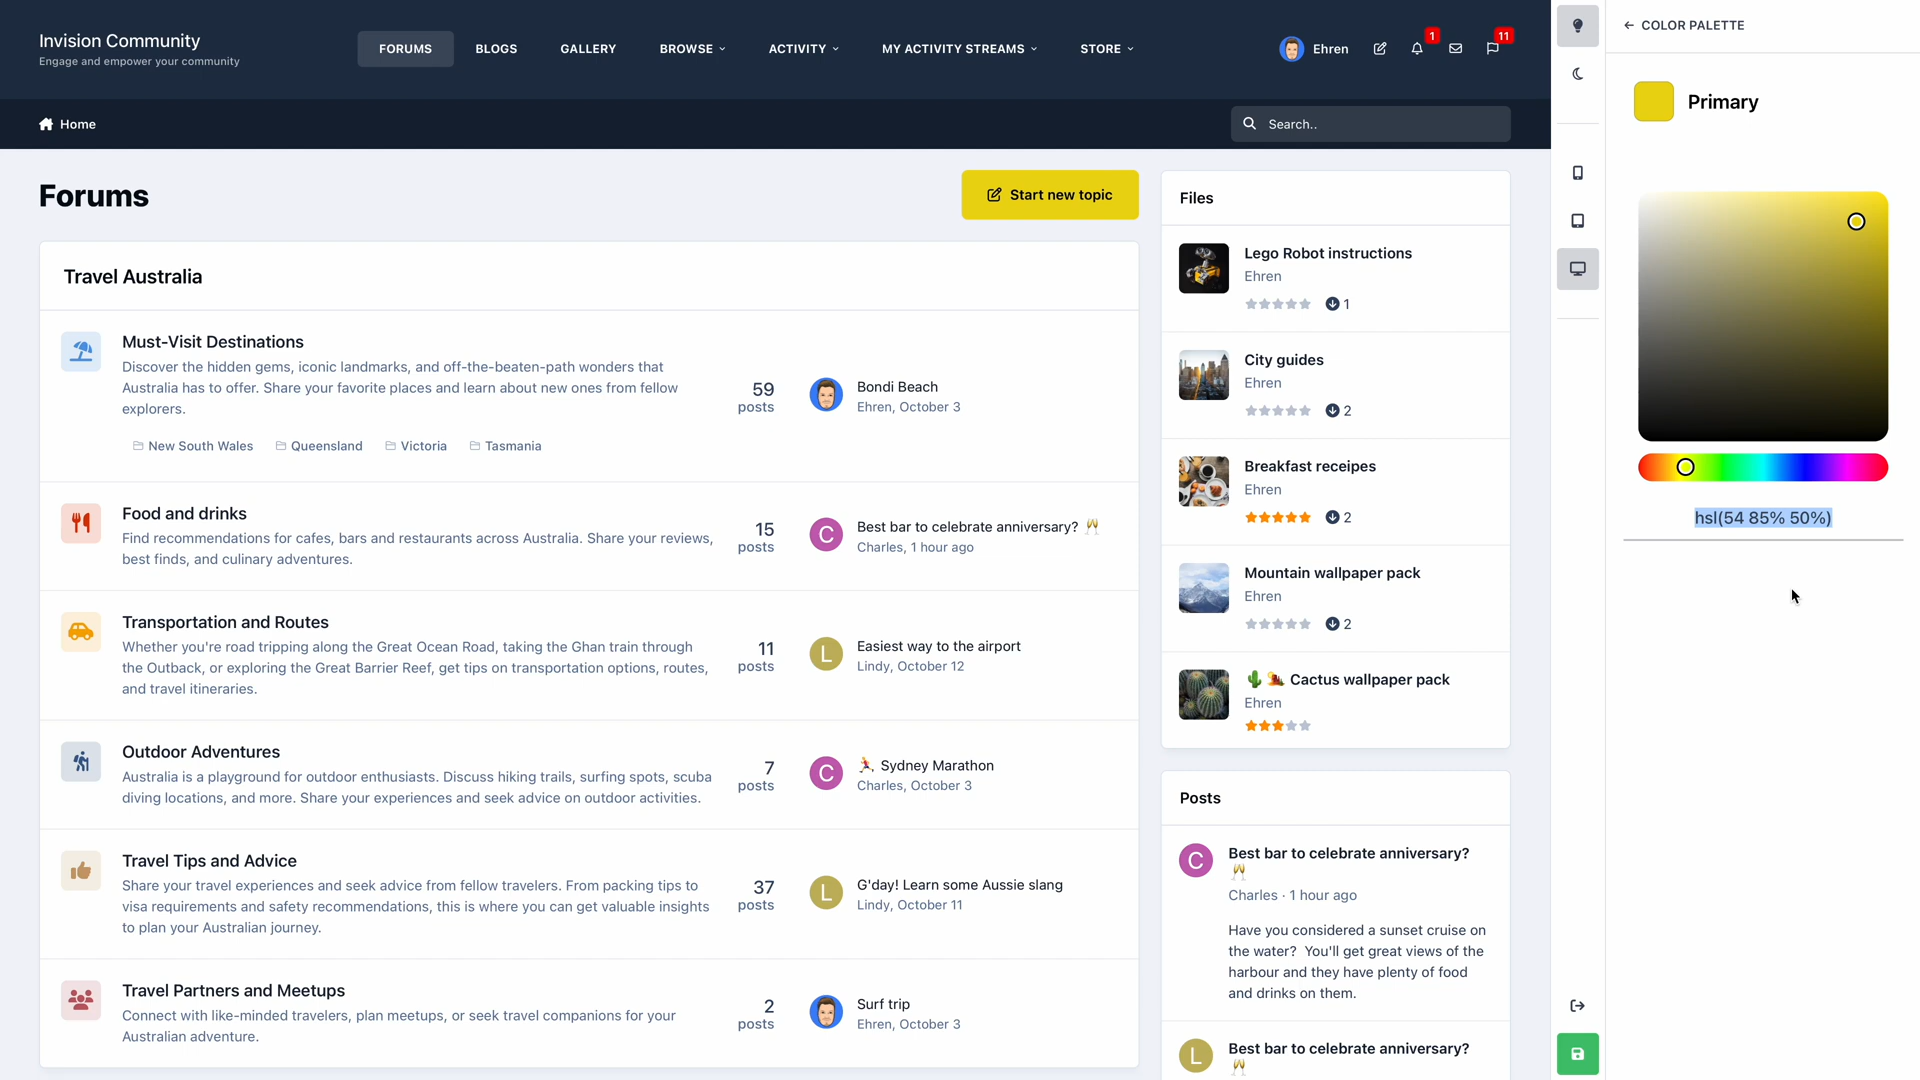 Invision Community
Engage and empower your community
FORUMS
BLOGS
GALLERY
BROWSE
ACTIVITY
MY ACTIVITY STREAMS
STORE
Ehren
1
11
Home
Search..
Forums
Start new topic
Travel Australia
Must-Visit Destinations
Discover the hidden gems, iconic landmarks, and off-the-beaten-path wonders that
Australia has to offer. Share your favorite places and learn about new ones from fellow
explorers.
New South Wales
Queensland
Victoria
Tasmania
59
posts
Bondi Beach
Ehren, October 3
Food and drinks
Find recommendations for cafes, bars and restaurants across Australia. Share your reviews,
best finds, and culinary adventures.
15
posts
C
Best bar to celebrate anniversary? 🥂
Charles, 1 hour ago
Transportation and Routes
Whether you're road tripping along the Great Ocean Road, taking the Ghan train through
the Outback, or exploring the Great Barrier Reef, get tips on transportation options, routes,
and travel itineraries.
11
posts
L
Easiest way to the airport
Lindy, October 12
Outdoor Adventures
Australia is a playground for outdoor enthusiasts. Discuss hiking trails, surfing spots, scuba
diving locations, and more. Share your experiences and seek advice on outdoor activities.
7
posts
C
Sydney Marathon
Charles, October 3
Travel Tips and Advice
Share your travel experiences and seek advice from fellow travelers. From packing tips to
visa requirements and safety recommendations, this is where you can get valuable insights
to plan your Australian journey.
37
posts
L
G'day! Learn some Aussie slang
Lindy, October 11
Travel Partners and Meetups
Connect with like-minded travelers, plan meetups, or seek travel companions for your
Australian adventure.
2
posts
Surf trip
Ehren, October 3
Files
Lego Robot instructions
Ehren
1
City guides
Ehren
2
Breakfast receipes
Ehren
2
Mountain wallpaper pack
Ehren
2
Cactus wallpaper pack
Ehren
Posts
C
Best bar to celebrate anniversary?
🥂
Charles · 1 hour ago
Have you considered a sunset cruise on
the water? You'll get great views of the
harbour and they have plenty of food
and drinks on them.
L
Best bar to celebrate anniversary?
🥂
COLOR PALETTE
Primary
hsl(54 85% 50%)